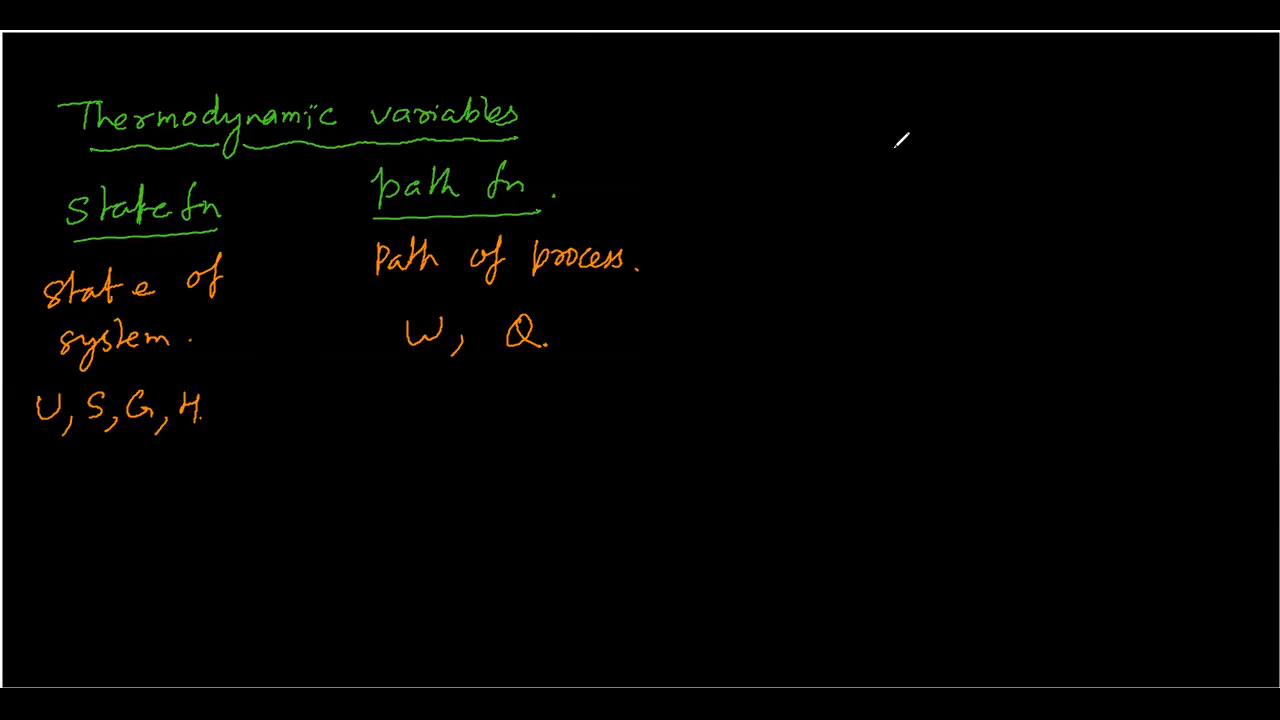 Thermodynamic variables
State fn
state of
system.
U, S, G, H.
path fn.
Path of process.
W, Q.